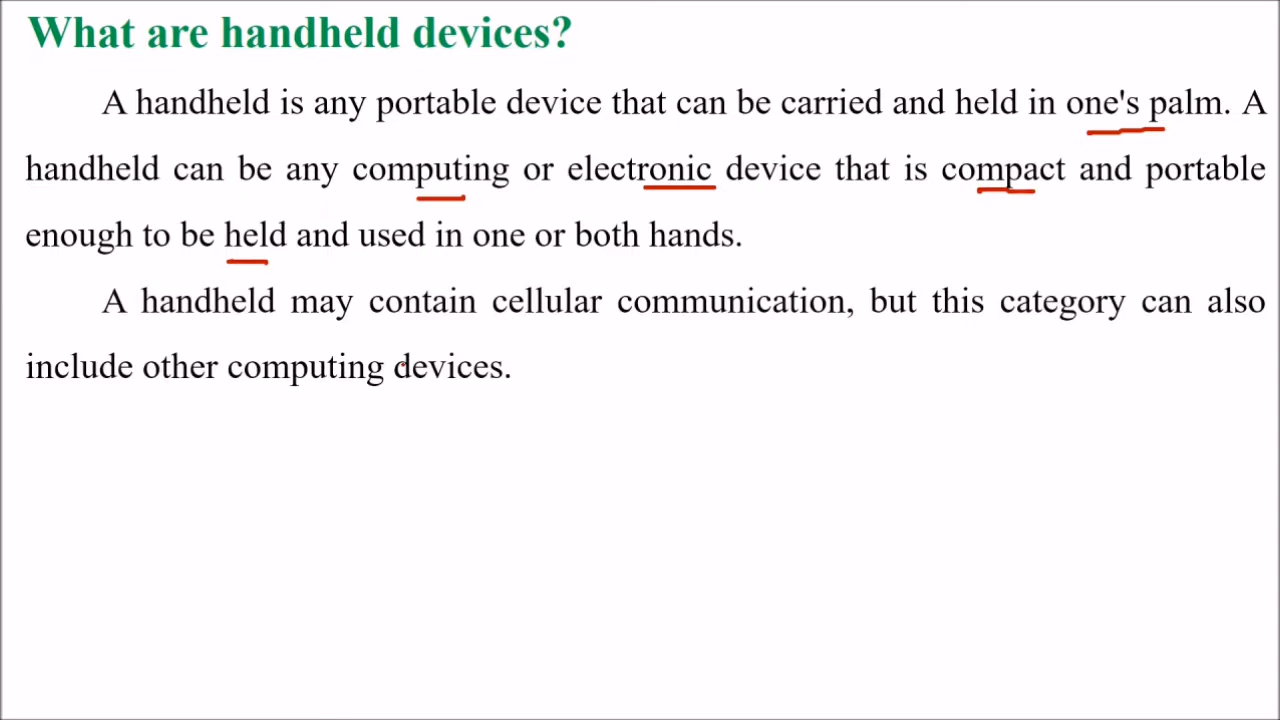 What are handheld devices?
A handheld is any portable device that can be carried and held in one's palm. A
handheld can be any computing or electronic device that is compact and portable
enough to be held and used in one or both hands.
A handheld may contain cellular communication, but this category can also
include other computing devices.